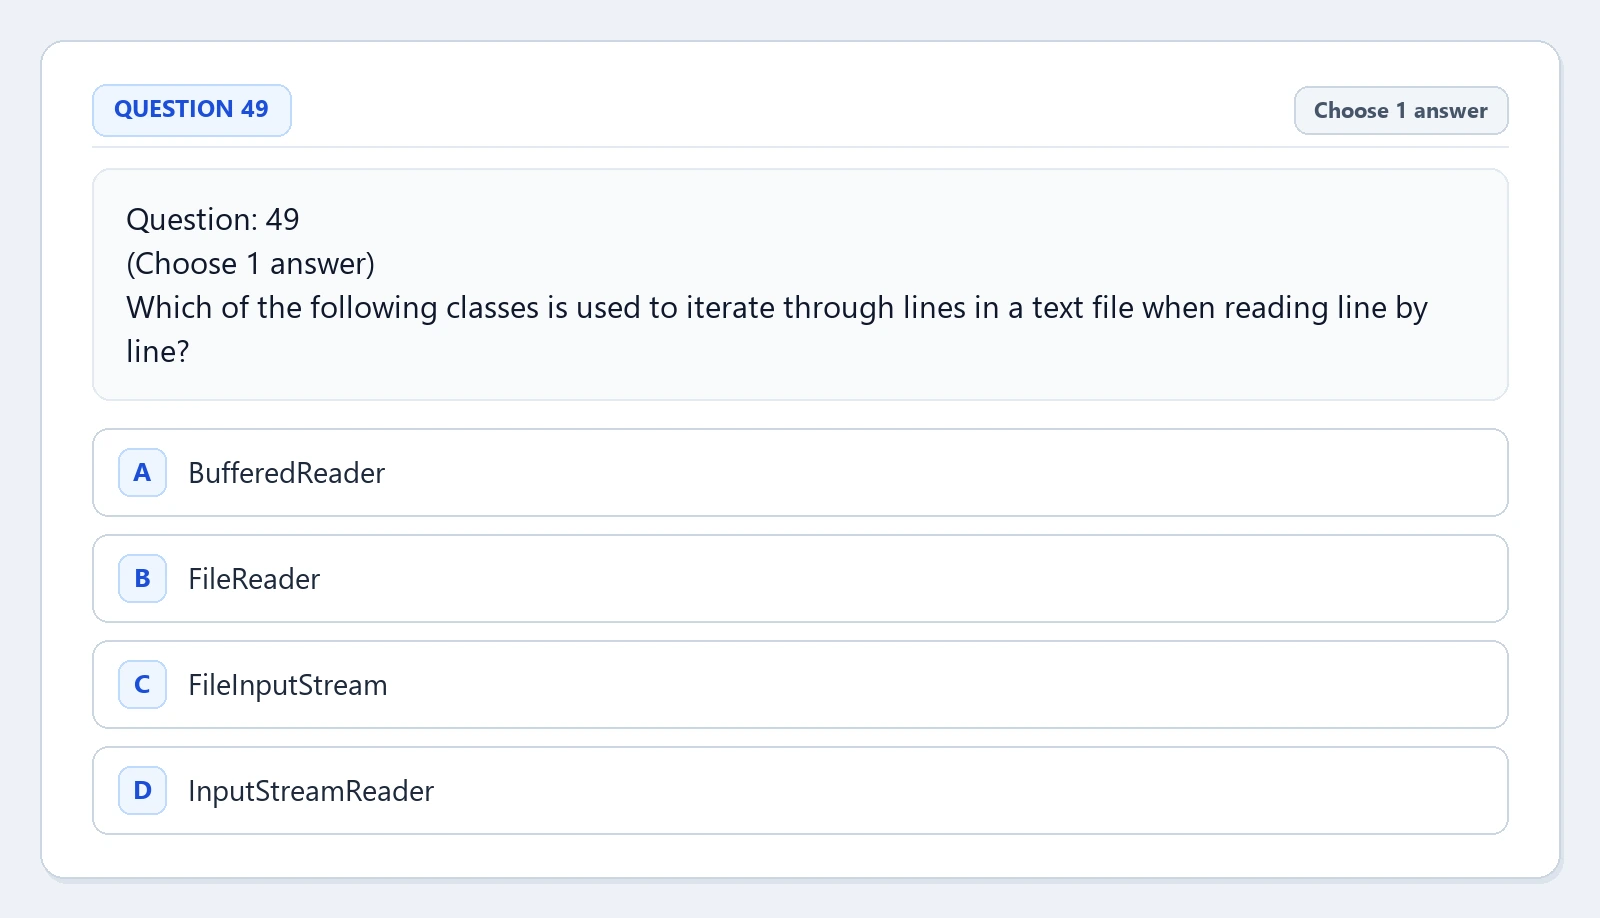 QUESTION 49
Choose 1 answer
Question: 49
(Choose 1 answer)
Which of the following classes is used to iterate through lines in a text file when reading line by
line?
A BufferedReader
B FileReader
C FileInputStream
D InputStreamReader